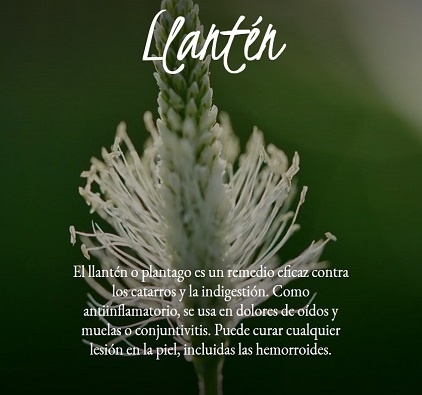 Llantén
El llantén o plantago es un remedio eficaz contra
los catarros y la indigestión. Como
antiinflamatorio, se usa en dolores de oídos y
muelas o conjuntivitis. Puede curar cualquier
lesión en la piel, incluidas las hemorroides.